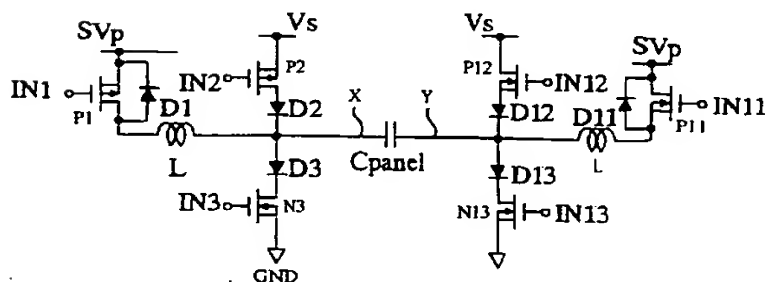 SVp
Vs
Vs
SVp
IN1
P1
D1
IN2
P2
D2
X
Y
P12
IN12
D12
D11
P11
IN11
L
Cpanel
L
D3
D13
IN3
N3
N13
IN13
GND